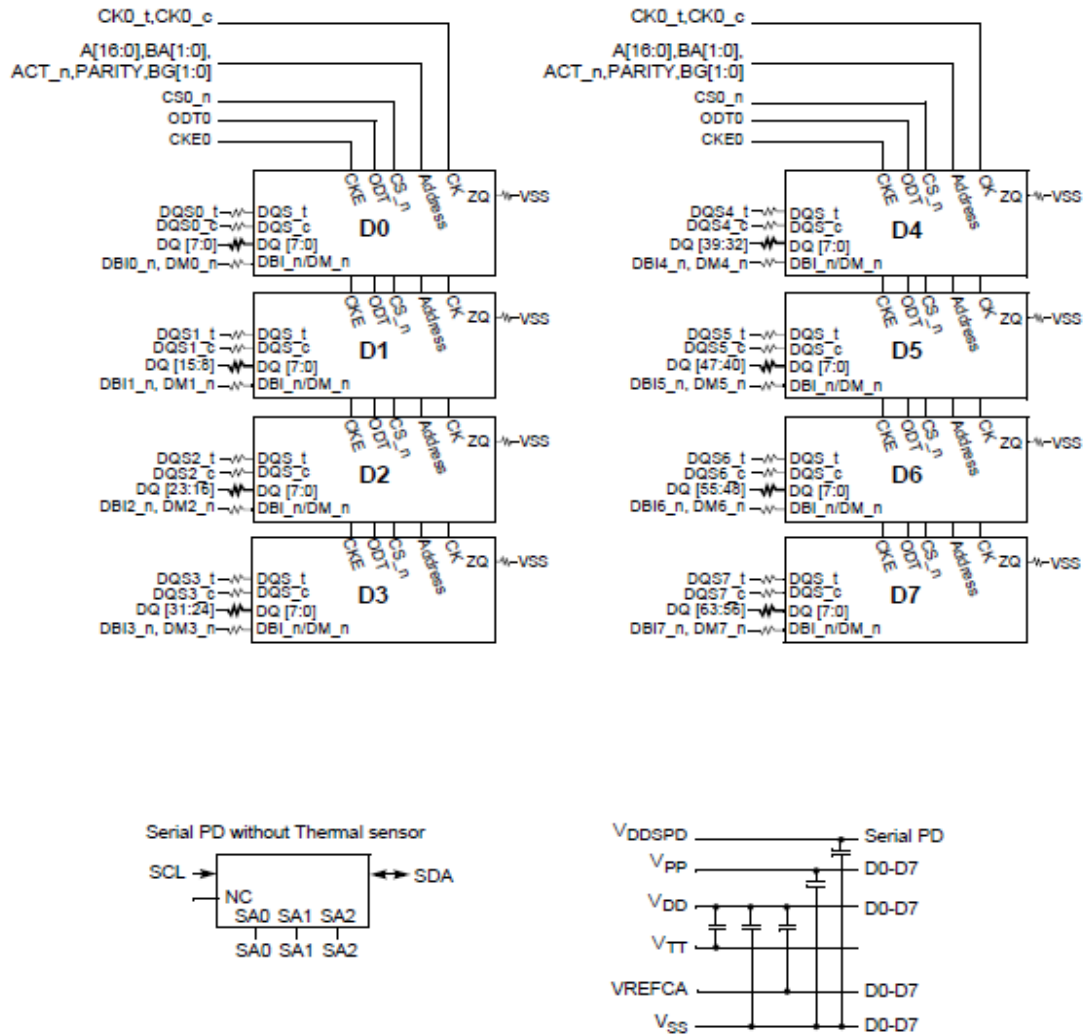 CK0_t,CK0_c
A[16:0],BA[1:0],
ACT_n,PARITY,BG[1:0]
CS0_n
ODT0
CKE0
CKE ODT CS_n Address CK ZQ VSS
DQS0_t DQS_t
DQS0_c DQS_c
D0
DQ [7:0] DQ [7:0]
DBI0_n, DM0_n DBI_n/DM_n
CKE ODT CS_n Address CK ZQ VSS
DQS1_t DQS_t
DQS1_c DQS_c
D1
DQ [15:8] DQ [7:0]
DBI1_n, DM1_n DBI_n/DM_n
CKE ODT CS_n Address CK ZQ VSS
DQS2_t DQS_t
DQS2_c DQS_c
D2
DQ [23:16] DQ [7:0]
DBI2_n, DM2_n DBI_n/DM_n
CKE ODT CS_n Address CK ZQ VSS
DQS3_t DQS_t
DQS3_c DQS_c
D3
DQ [31:24] DQ [7:0]
DBI3_n, DM3_n DBI_n/DM_n
CK0_t,CK0_c
A[16:0],BA[1:0],
ACT_n,PARITY,BG[1:0]
CS0_n
ODT0
CKE0
CKE ODT CS_n Address CK ZQ VSS
DQS4_t DQS_t
DQS4_c DQS_c
D4
DQ [39:32] DQ [7:0]
DBI4_n, DM4_n DBI_n/DM_n
CKE ODT CS_n Address CK ZQ VSS
DQS5_t DQS_t
DQS5_c DQS_c
D5
DQ [47:40] DQ [7:0]
DBI5_n, DM5_n DBI_n/DM_n
CKE ODT CS_n Address CK ZQ VSS
DQS6_t DQS_t
DQS6_c DQS_c
D6
DQ [55:48] DQ [7:0]
DBI6_n, DM6_n DBI_n/DM_n
CKE ODT CS_n Address CK ZQ VSS
DQS7_t DQS_t
DQS7_c DQS_c
D7
DQ [63:56] DQ [7:0]
DBI7_n, DM7_n DBI_n/DM_n
Serial PD without Thermal sensor
SCL SDA
NC
SA0 SA1 SA2
SA0 SA1 SA2
VDDSPD Serial PD
VPP D0-D7
VDD D0-D7
VTT
VREFCA D0-D7
VSS D0-D7